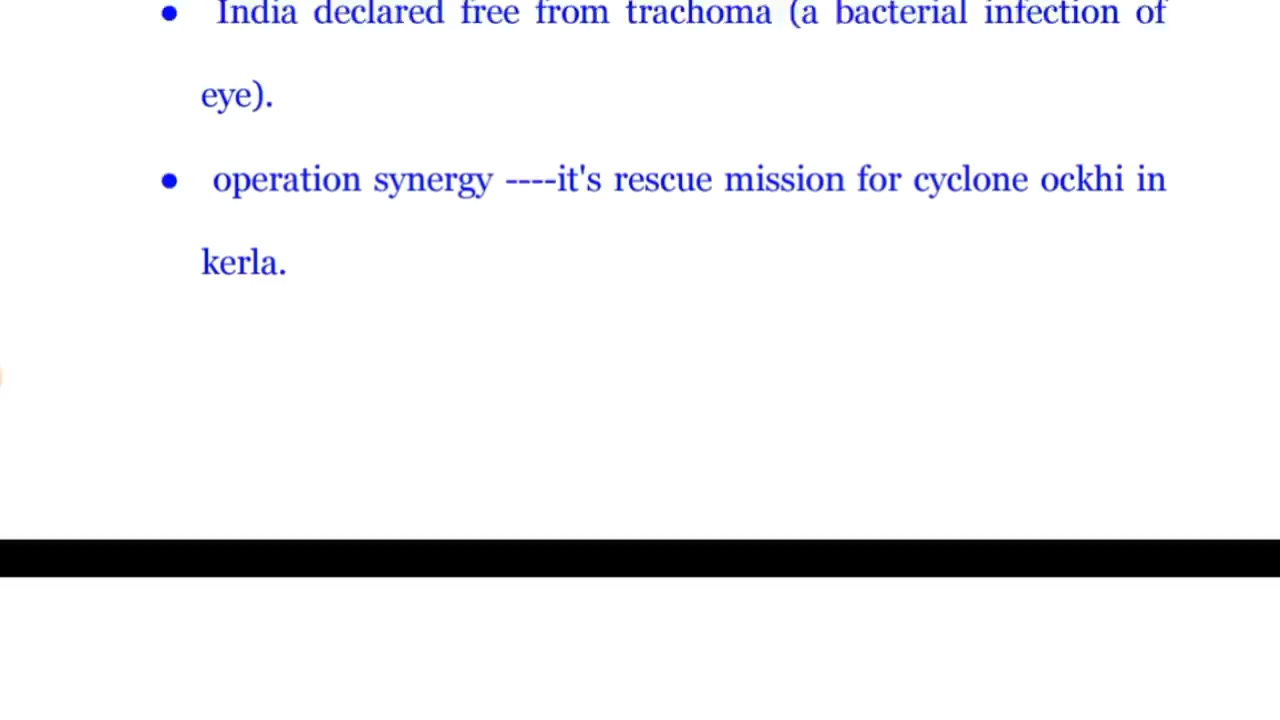 ● India declared free from trachoma (a bacterial infection of
eye).
● operation synergy ----it's rescue mission for cyclone ockhi in
kerla.